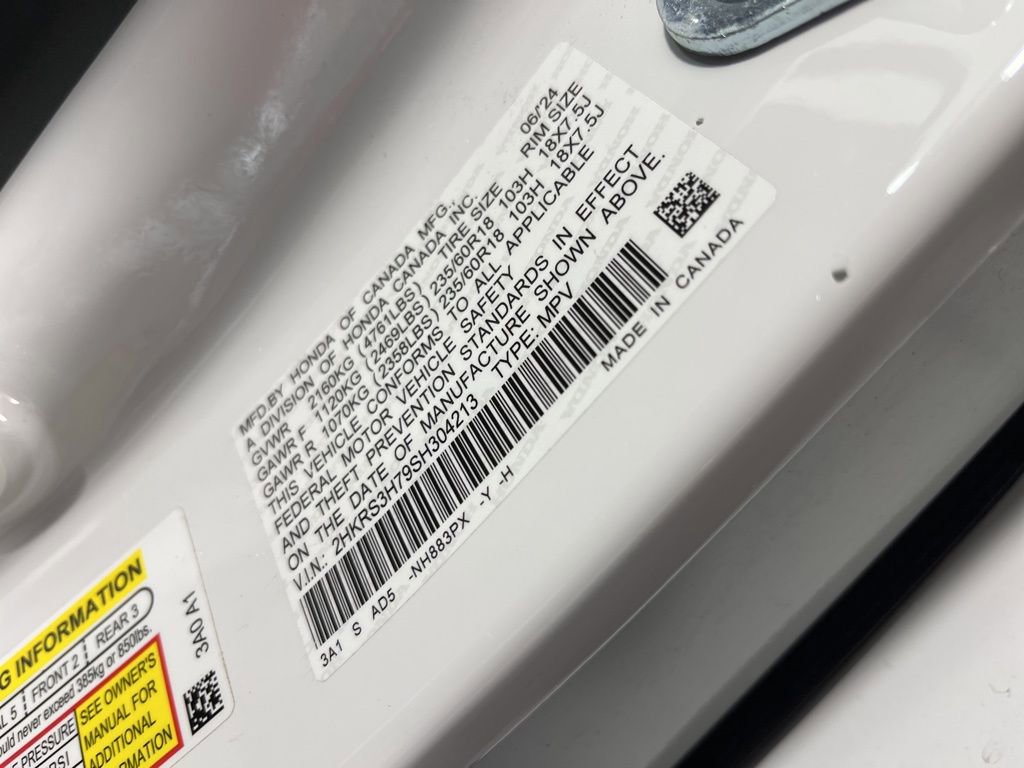 MFD.BY HONDA OF CANADA MFG.,
A DIVISION OF HONDA CANADA INC. 06/24
GVWR 2160KG (4761LBS) TIRE SIZE RIM SIZE
GAWR F 1120KG (2469LBS) 235/60R18 103H 18X7.5J
GAWR R 1070KG (2358LBS) 235/60R18 103H 18X7.5J
THIS VEHICLE CONFORMS TO ALL APPLICABLE
FEDERAL MOTOR VEHICLE SAFETY
AND THEFT PREVENTION STANDARDS IN EFFECT
ON THE DATE OF MANUFACTURE SHOWN ABOVE.
V.I.N.: 2HKRS3H79SH304213 TYPE: MPV
3A1 S AD5 -NH883PX -Y -H MADE IN CANADA
G INFORMATION
AL 5 FRONT 2 REAR 3
ould never exceed 385kg or 850lbs.
E PRESSURE
SEE OWNER'S
MANUAL FOR
ADDITIONAL
3A0 A1